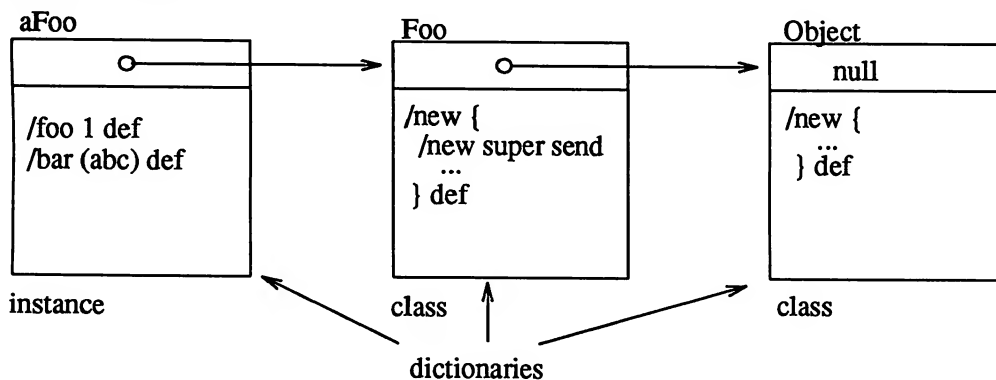 aFoo
/foo 1 def
/bar (abc) def
instance
Foo
/new {
/new super send
...
} def
class
Object
null
/new {
...
} def
class
dictionaries